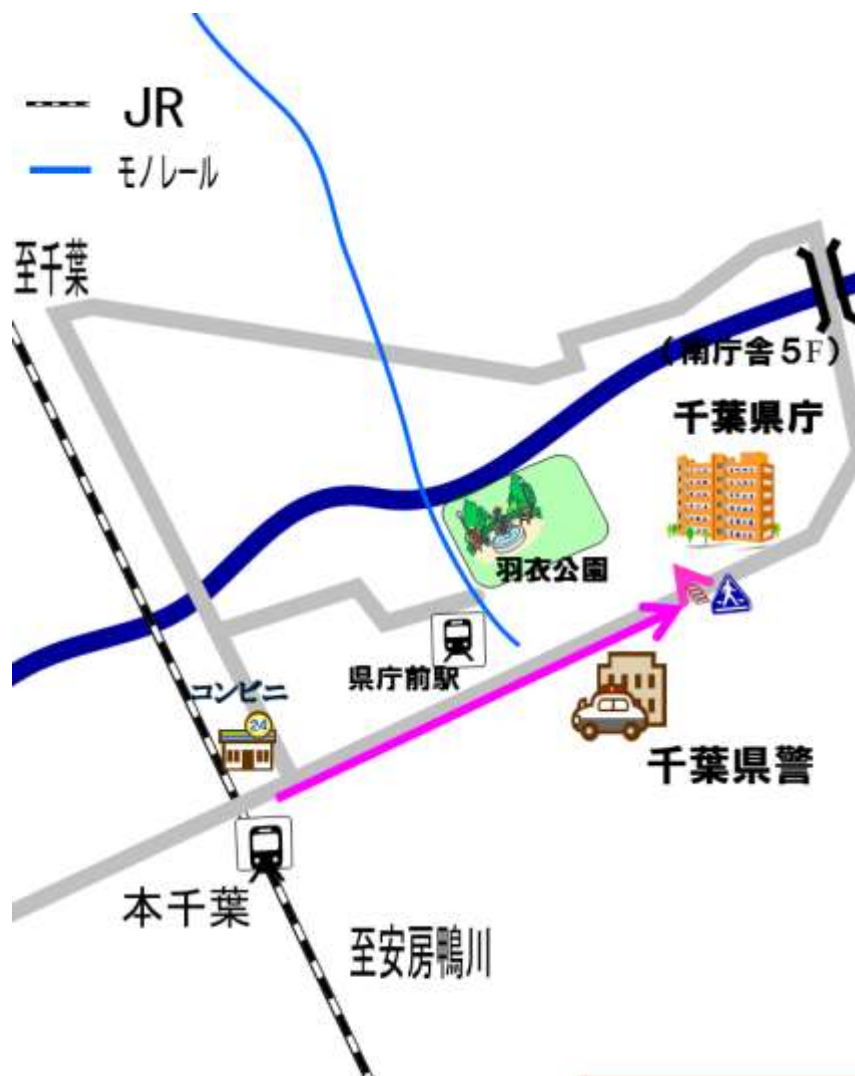 JR
モノレール
至千葉
（南庁舎５F）
千葉県庁
羽衣公園
県庁前駅
コンビニ
24
千葉県警
本千葉
至安房鴨川